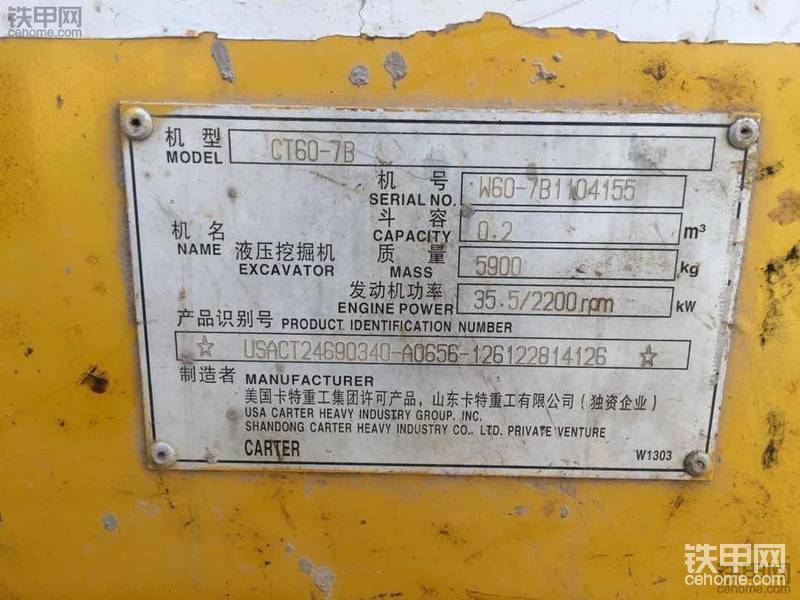 铁甲网
cehome.com
机型 MODEL CT60-7B
机号 SERIAL NO. W60-7B1104155
斗容 CAPACITY 0.2 m³
机名 NAME 液压挖掘机 EXCAVATOR
质量 MASS 5900 kg
发动机功率 ENGINE POWER 35.5/2200rpm kW
产品识别号 PRODUCT IDENTIFICATION NUMBER
☆ USACT24690340-A0656-126122814126 ☆
制造者 MANUFACTURER
美国卡特重工集团许可产品，山东卡特重工有限公司（独资企业）
USA CARTER HEAVY INDUSTRY GROUP. INC.
SHANDONG CARTER HEAVY INDUSTRY CO., LTD. PRIVATE VENTURE
CARTER
W1303
铁甲网
cehome.com